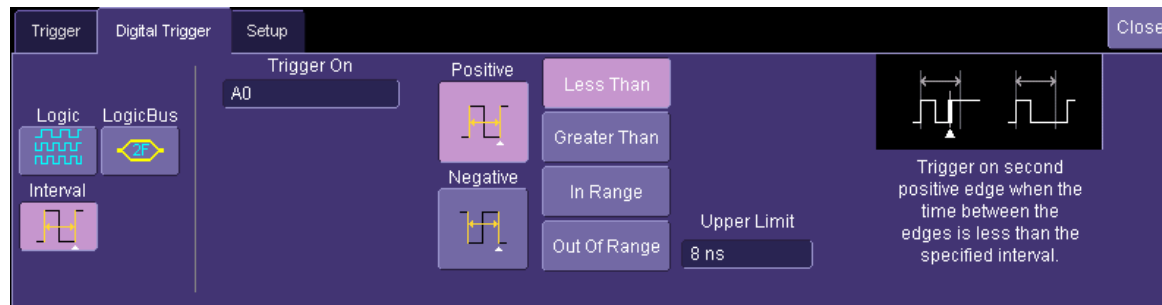 Trigger
Digital Trigger
Setup
Close
Trigger On
A0
Logic
LogicBus
2F
Interval
Positive
Negative
Less Than
Greater Than
In Range
Out Of Range
Upper Limit
8 ns
Trigger on second
positive edge when the
time between the
edges is less than the
specified interval.